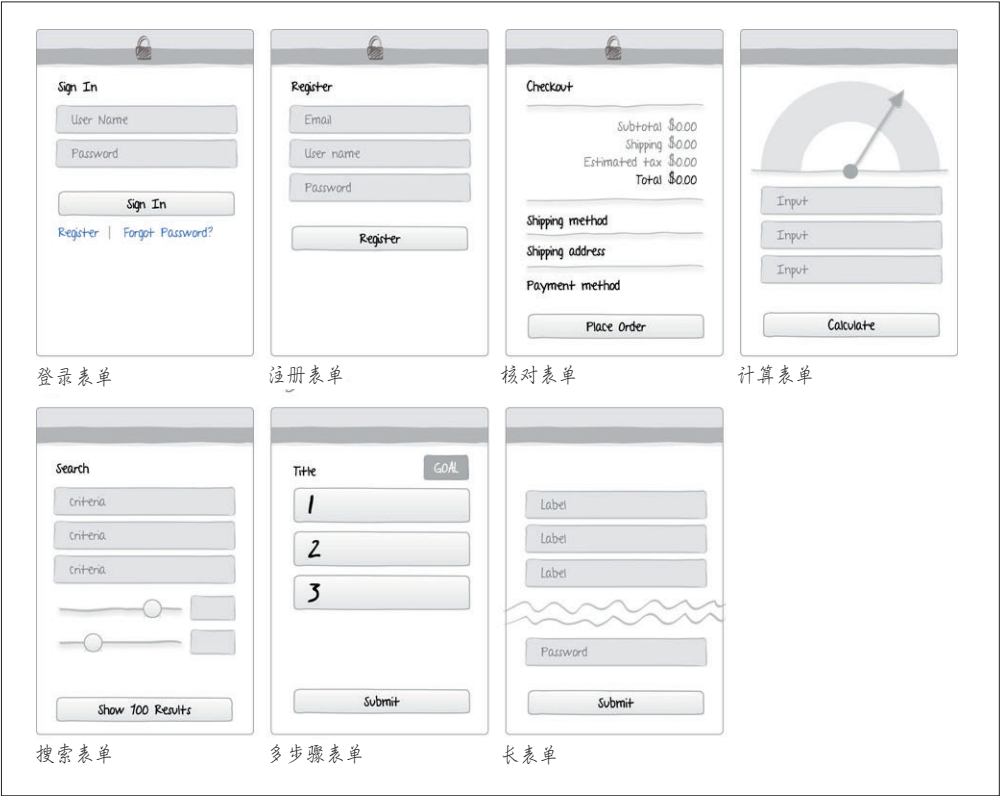 Sign In
User Name
Password
Sign In
Register | Forgot Password?
登录表单
Register
Email
User name
Password
Register
注册表单
Checkout
Subtotal $0.00
Shipping $0.00
Estimated tax $0.00
Total $0.00
Shipping method
Shipping address
Payment method
Place Order
核对表单
Input
Input
Input
Calculate
计算表单
Search
Criteria
Criteria
Criteria
Show 100 Results
搜索表单
Title
GOAL
1
2
3
Submit
多步骤表单
Label
Label
Label
Password
Submit
长表单